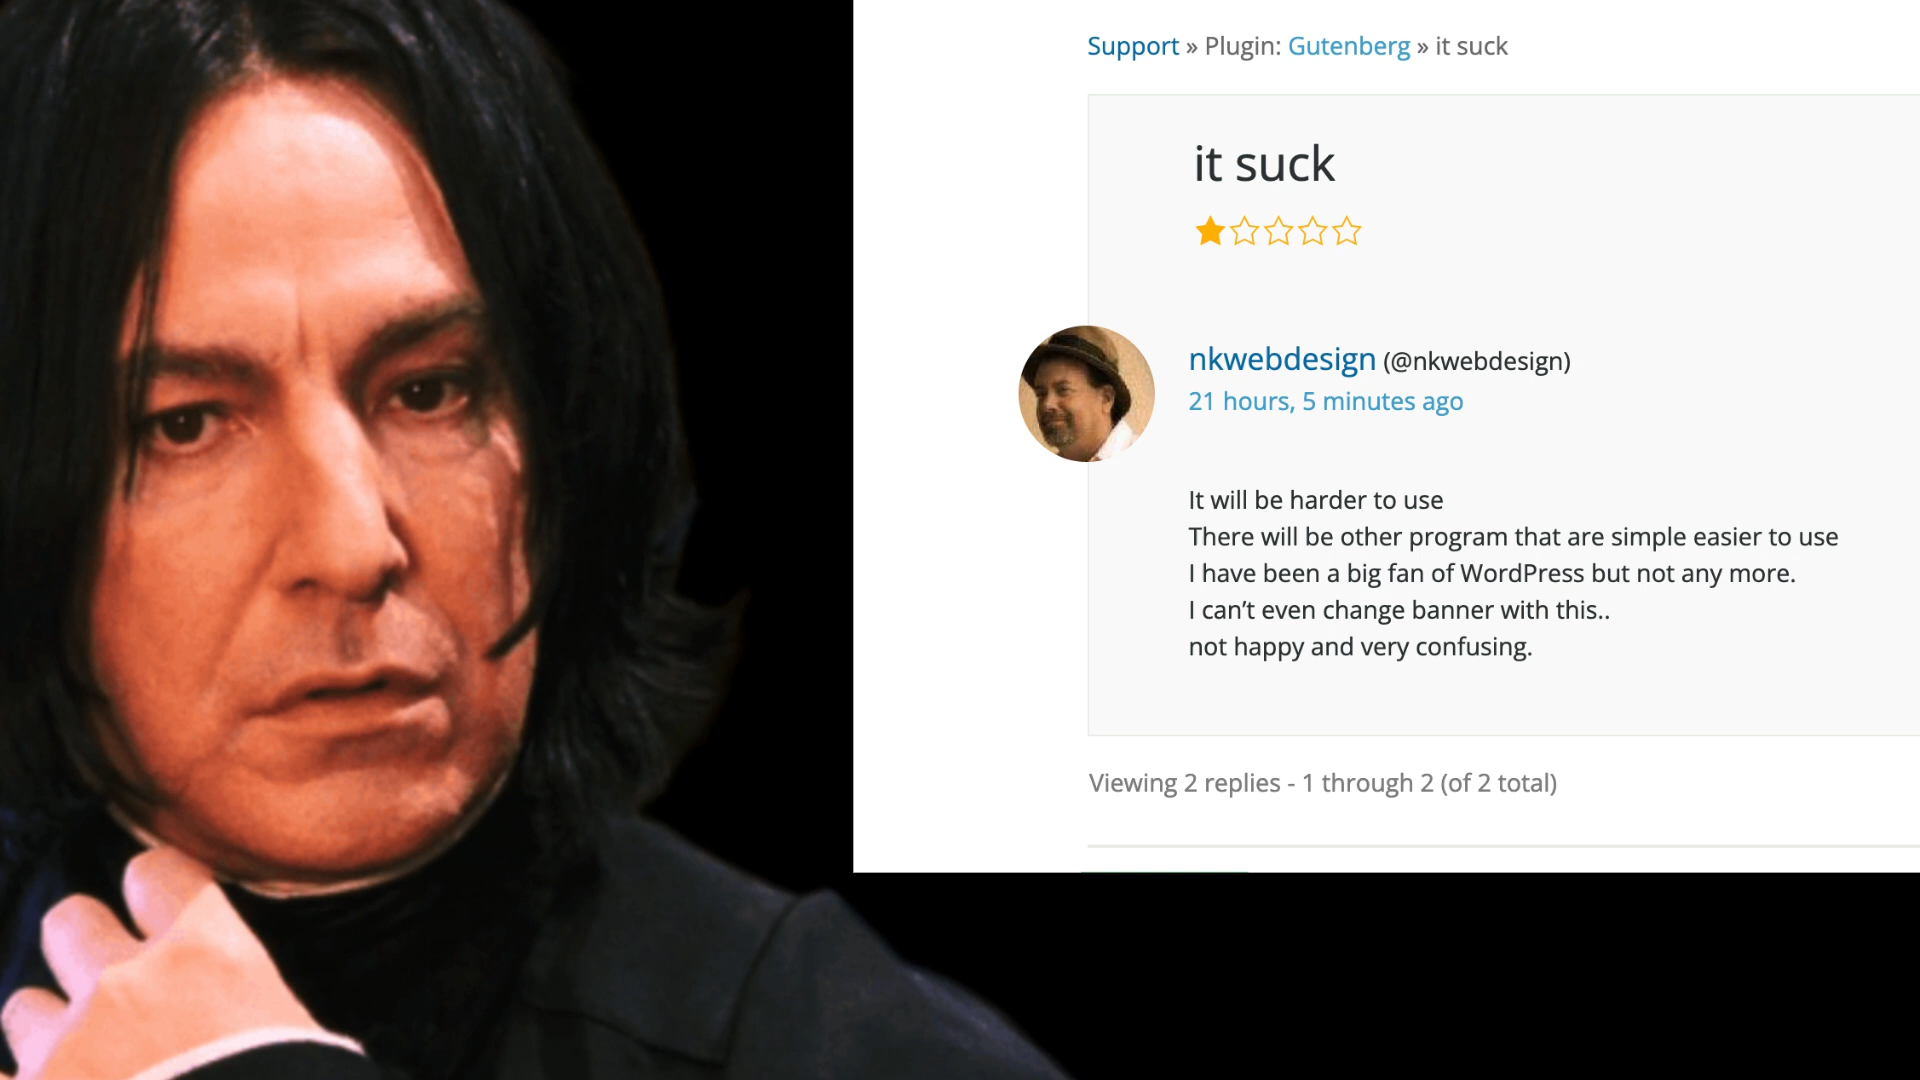 Support » Plugin: Gutenberg » it suck
it suck
nkwebdesign (@nkwebdesign)
21 hours, 5 minutes ago
It will be harder to use
There will be other program that are simple easier to use
I have been a big fan of WordPress but not any more.
I can’t even change banner with this..
not happy and very confusing.
Viewing 2 replies - 1 through 2 (of 2 total)